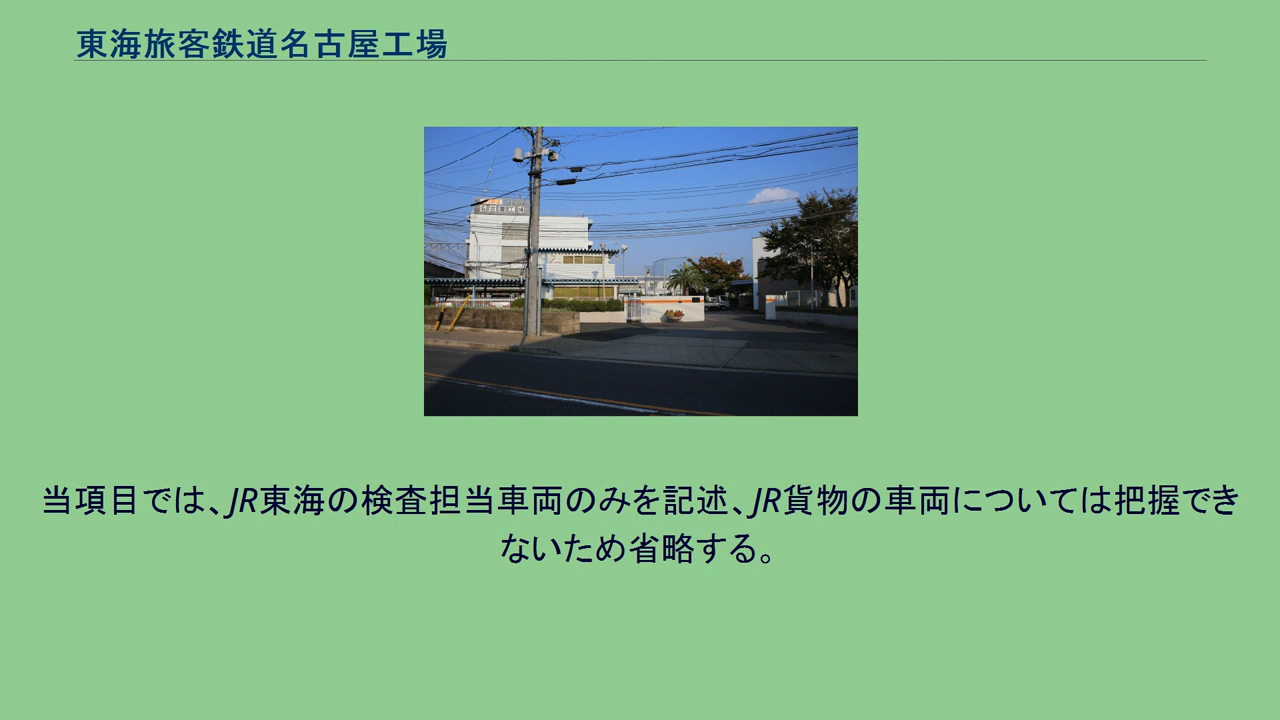 東海旅客鉄道名古屋工場
当項目では、JR東海の検査担当車両のみを記述、JR貨物の車両については把握でき
ないため省略する。